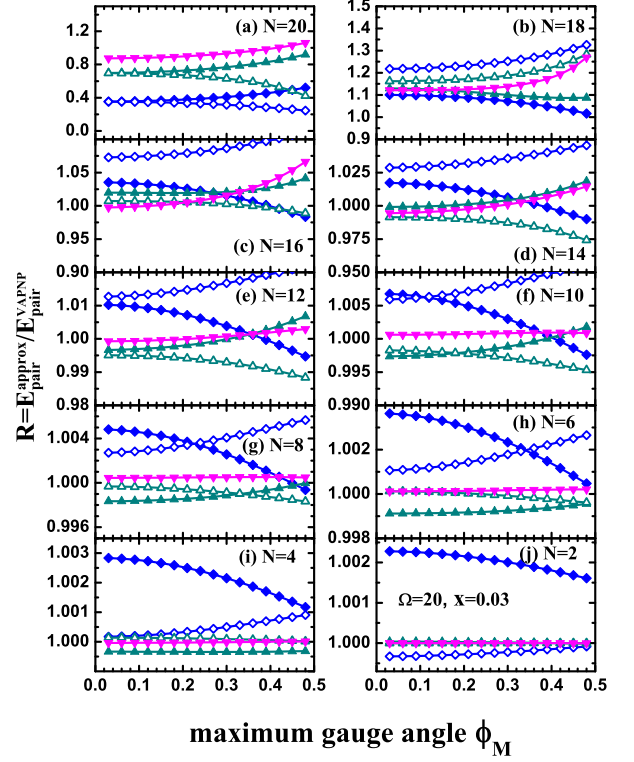 R=E^approx_pair/E^VAPNP_pair
(a) N=20
0.0
0.4
0.8
1.2
(b) N=18
0.9
1.0
1.1
1.2
1.3
1.4
1.5
(c) N=16
0.90
0.95
1.00
1.05
(d) N=14
0.950
0.975
1.000
1.025
(e) N=12
0.98
0.99
1.00
1.01
(f) N=10
0.990
0.995
1.000
1.005
(g) N=8
0.996
1.000
1.004
(h) N=6
0.998
1.000
1.002
(i) N=4
1.000
1.001
1.002
1.003
(j) N=2
Ω=20, x=0.03
1.000
1.001
1.002
0.0 0.1 0.2 0.3 0.4 0.5
0.0 0.1 0.2 0.3 0.4 0.5
maximum gauge angle ϕ_M